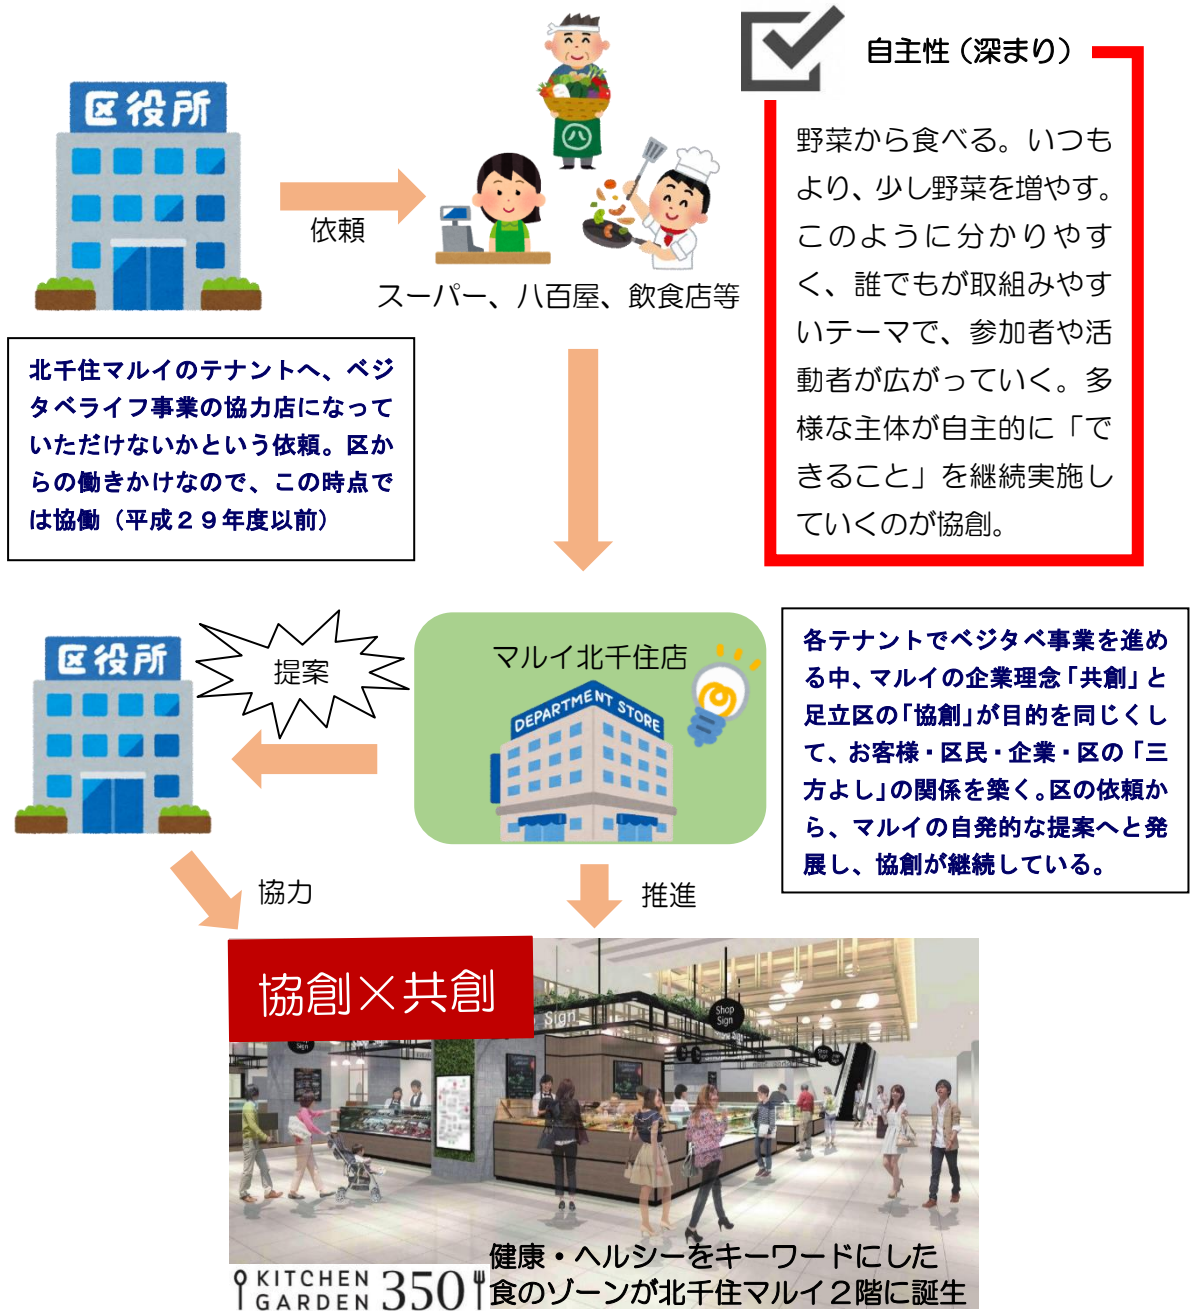 区役所
依頼
スーパー、八百屋、飲食店等
八
自主性（深まり）
野菜から食べる。いつも
より、少し野菜を増やす。
このように分かりやす
く、誰でもが取組みやす
いテーマで、参加者や活
動者が広がっていく。多
様な主体が自主的に「で
きること」を継続実施し
ていくのが協創。
北千住マルイのテナントへ、ベジ
タベライフ事業の協力店になって
いただけないかという依頼。区か
らの働きかけなので、この時点で
は協働（平成２９年度以前）
区役所
提案
マルイ北千住店
DEPARTMENT STORE
各テナントでベジタベ事業を進め
る中、マルイの企業理念「共創」と
足立区の「協創」が目的を同じくし
て、お客様・区民・企業・区の「三
方よし」の関係を築く。区の依頼か
ら、マルイの自発的な提案へと発
展し、協創が継続している。
協力
推進
協創×共創
Sign
Shop
Sign
健康・ヘルシーをキーワードにした
食のゾーンが北千住マルイ２階に誕生
KITCHEN
GARDEN 350